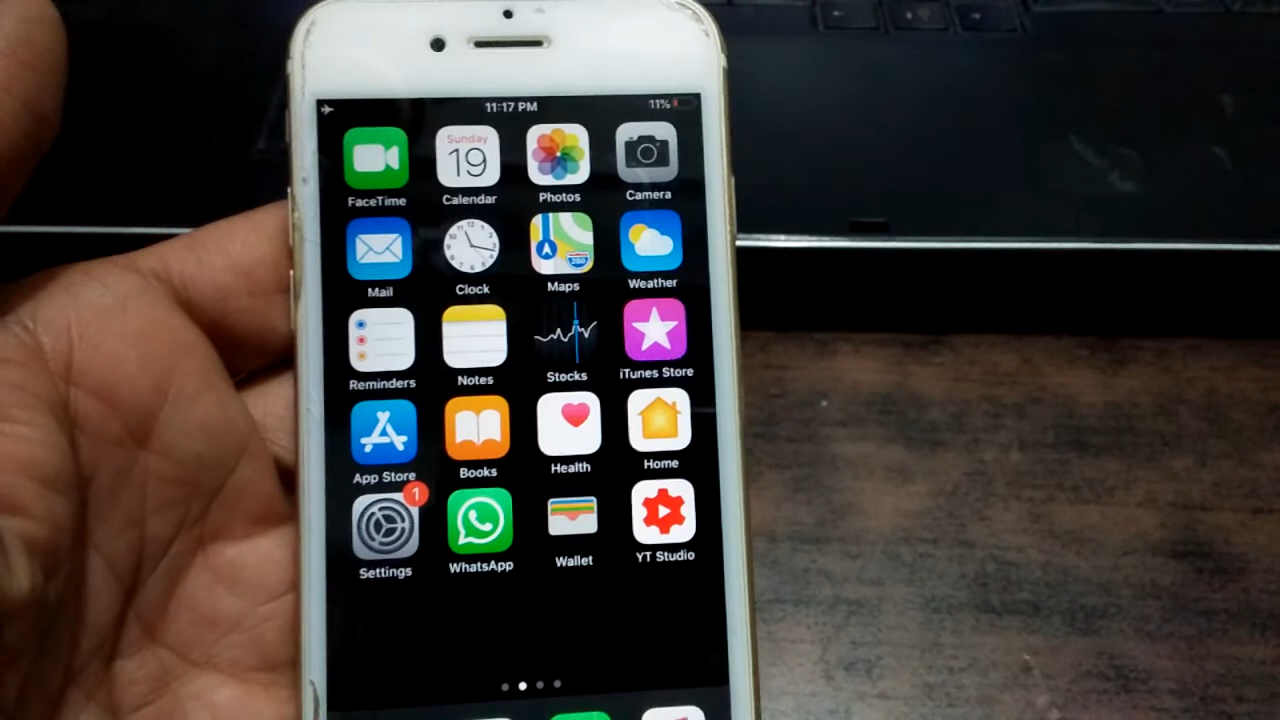 11:17 PM 11%
Sunday
19
FaceTime Calendar Photos Camera
280
Mail Clock Maps Weather
Reminders Notes Stocks iTunes Store
App Store Books Health Home
1
Settings WhatsApp Wallet YT Studio